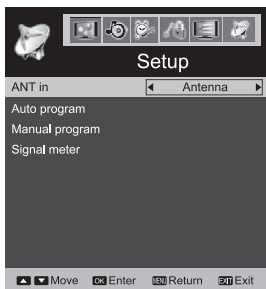 Setup
ANT in Antenna
Auto program
Manual program
Signal meter
Move OK Enter MENU Return EXIT Exit